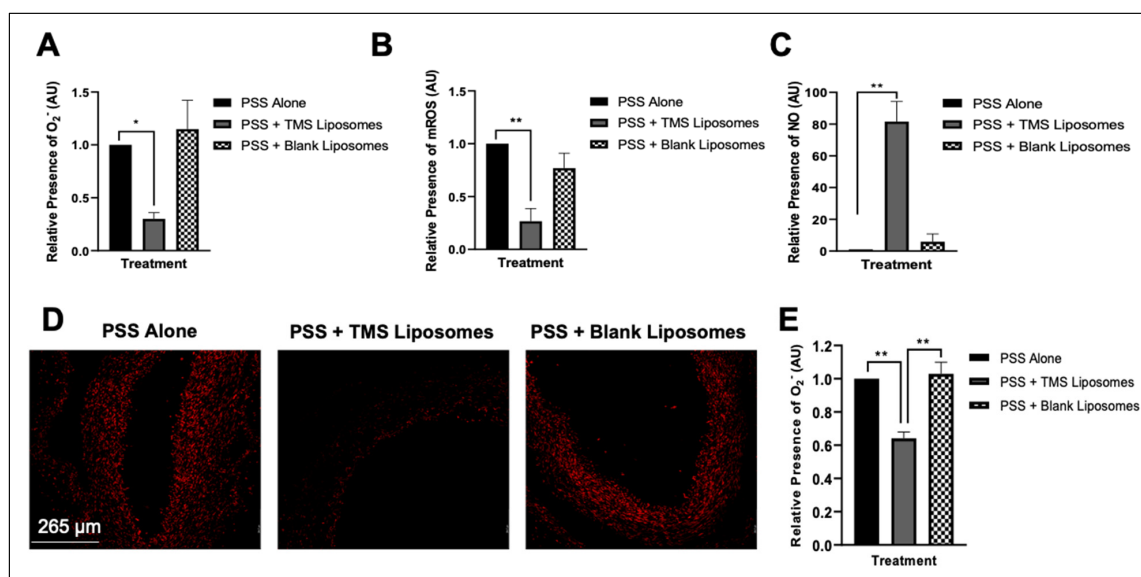 A
Relative Presence of O2- (AU)
1.5
1.0
0.5
0.0
*
Treatment
PSS Alone
PSS + TMS Liposomes
PSS + Blank Liposomes
B
Relative Presence of mROS (AU)
1.5
1.0
0.5
0.0
**
Treatment
PSS Alone
PSS + TMS Liposomes
PSS + Blank Liposomes
C
Relative Presence of NO (AU)
100
80
60
40
20
0
**
Treatment
PSS Alone
PSS + TMS Liposomes
PSS + Blank Liposomes
D
PSS Alone
PSS + TMS Liposomes
PSS + Blank Liposomes
265 µm
E
Relative Presence of O2- (AU)
1.2
1.0
0.8
0.6
0.4
0.2
0.0
**
**
Treatment
PSS Alone
PSS + TMS Liposomes
PSS + Blank Liposomes